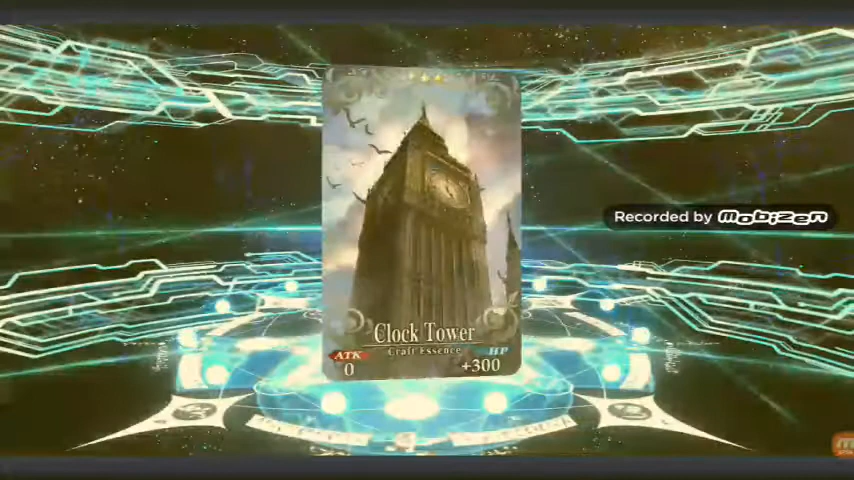 Recorded by mobizen
Clock Tower
Craft Essence
ATK
HP
0
+300